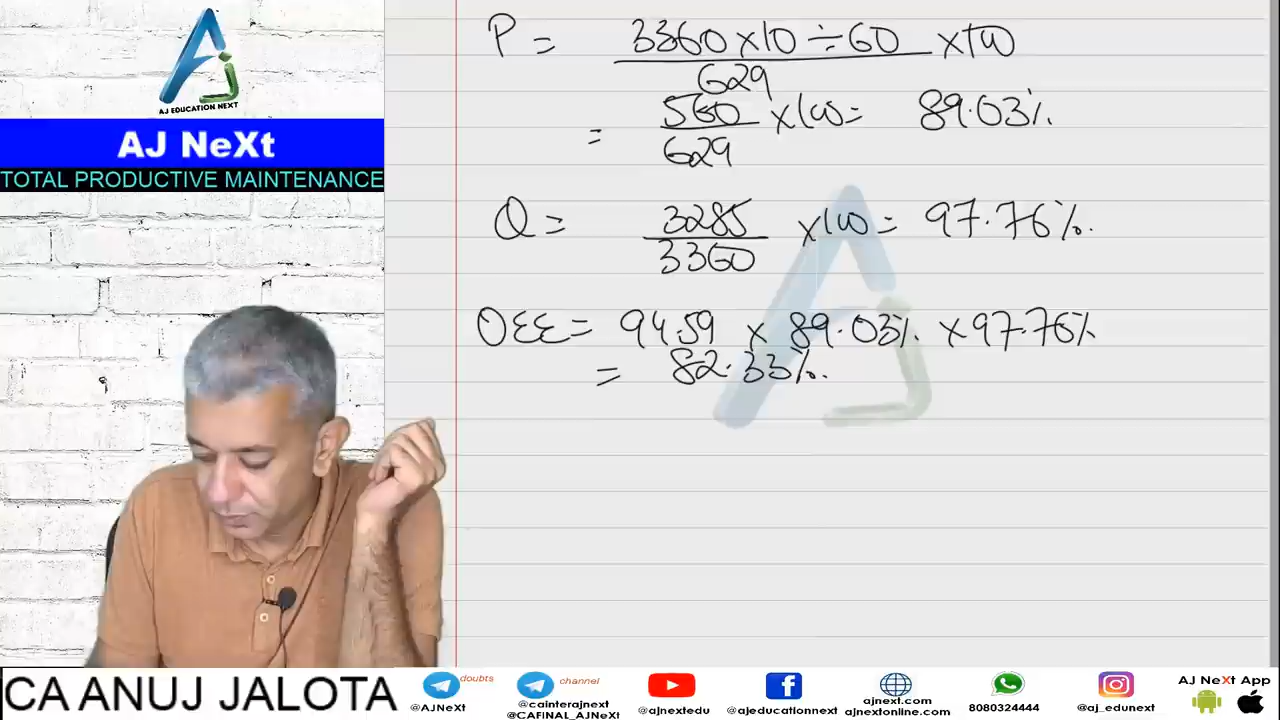 AJ EDUCATION NEXT
AJ NeXt
TOTAL PRODUCTIVE MAINTENANCE
P = 3360 × 10 ÷ 60 × 100
629
= 560 × 100 = 89.03%
629
Q = 3285 × 100 = 97.76%.
3360
OEE = 94.59 × 89.03% × 97.76%
= 82.33%.
CA ANUJ JALOTA
doubts
@AJNeXt
channel
@cainterajnext
@CAFINAL_AJNeXt
@ajnextedu
@ajeducationnext
ajnext.com
ajnextonline.com
8080324444
@aj_edunext
AJ NeXt App